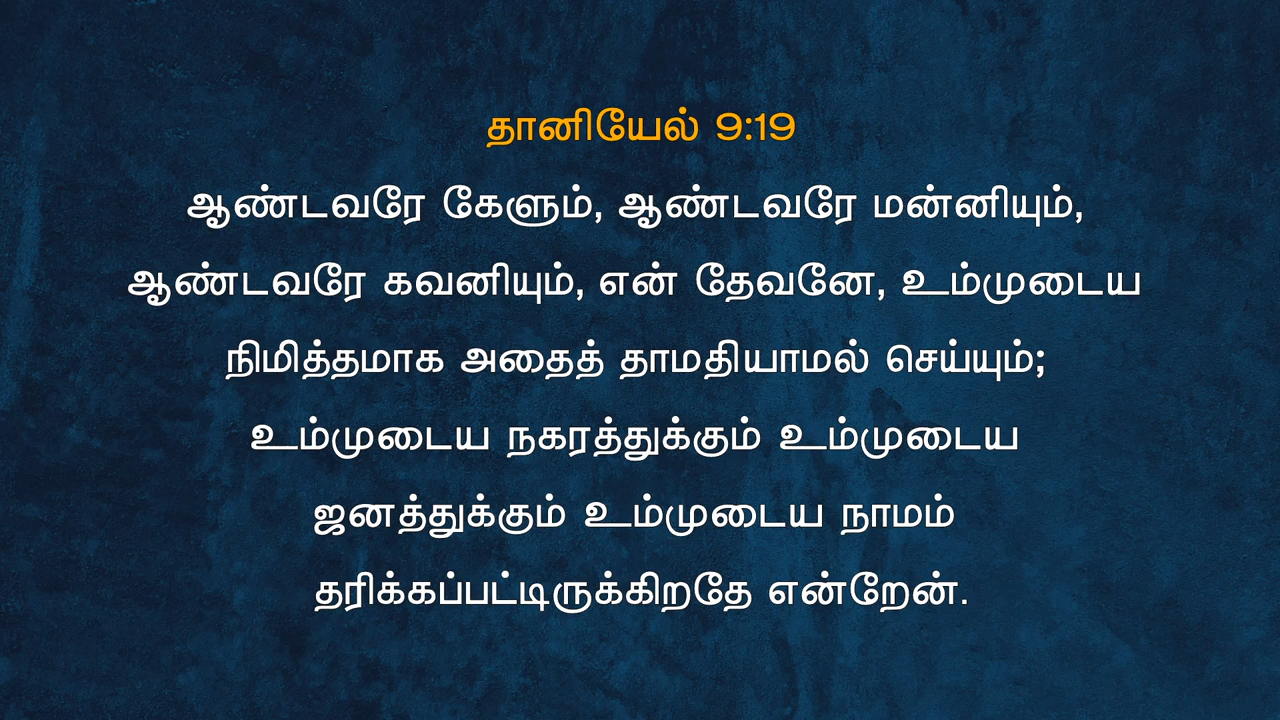 தானியேல் 9:19
ஆண்டவரே கேளும், ஆண்டவரே மன்னியும்,
ஆண்டவரே கவனியும், என் தேவனே, உம்முடைய
நிமித்தமாக அதைத் தாமதியாமல் செய்யும்;
உம்முடைய நகரத்துக்கும் உம்முடைய
ஜனத்துக்கும் உம்முடைய நாமம்
தரிக்கப்பட்டிருக்கிறதே என்றேன்.